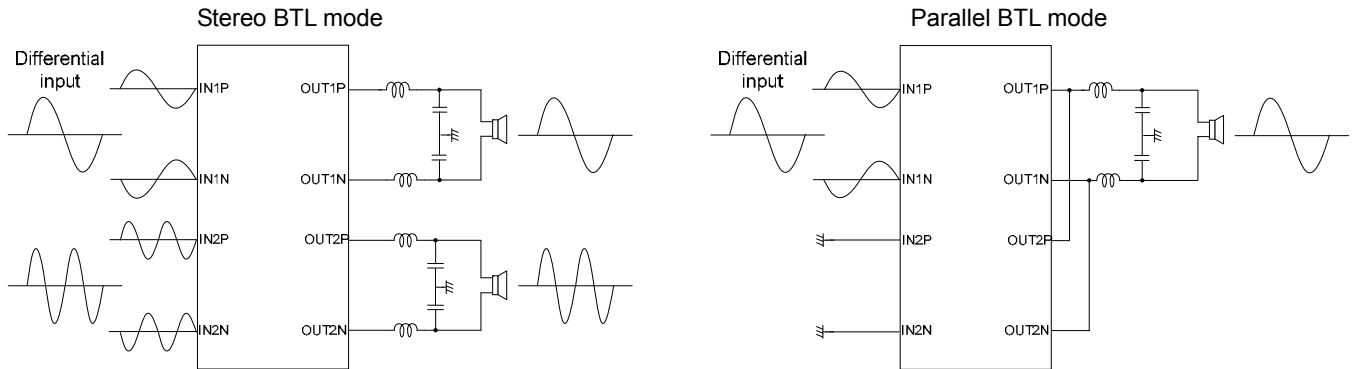 Stereo BTL mode
Differential
input
IN1P
OUT1P
IN1N
OUT1N
IN2P
OUT2P
IN2N
OUT2N
Parallel BTL mode
Differential
input
IN1P
OUT1P
IN1N
OUT1N
IN2P
OUT2P
IN2N
OUT2N